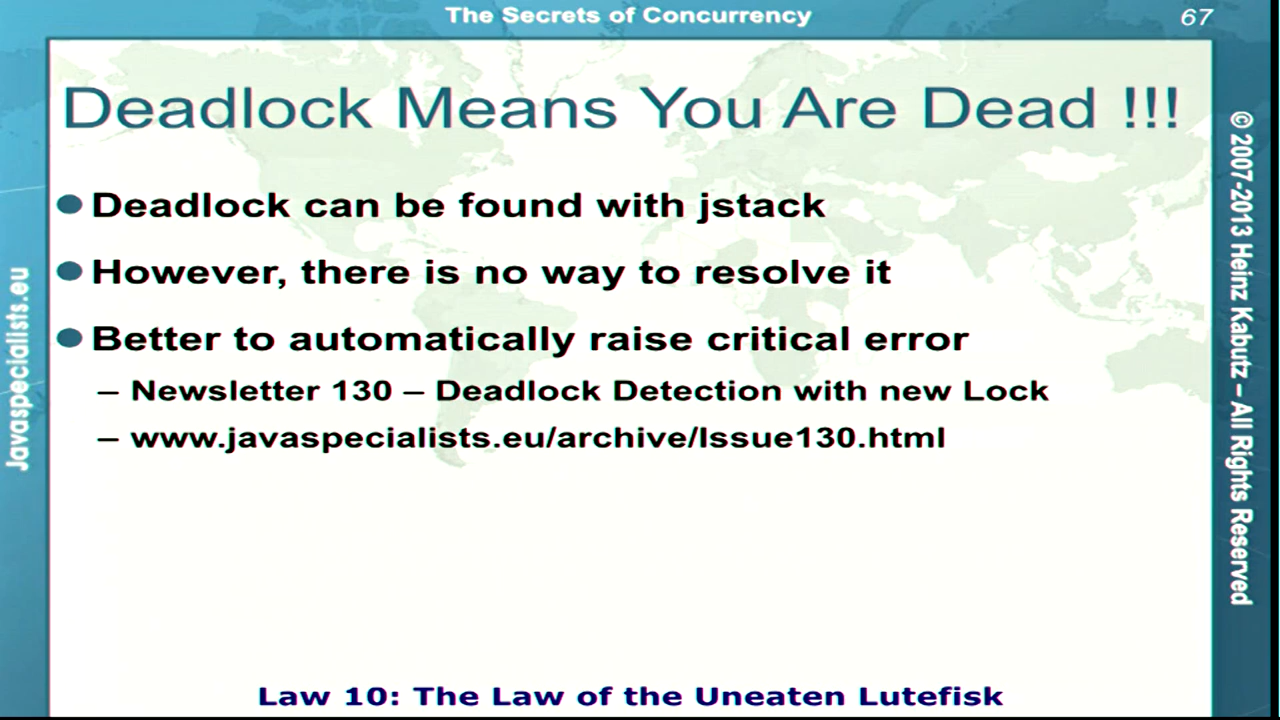 The Secrets of Concurrency
67
Deadlock Means You Are Dead !!!
Deadlock can be found with jstack
However, there is no way to resolve it
Better to automatically raise critical error
– Newsletter 130 – Deadlock Detection with new Lock
– www.javaspecialists.eu/archive/Issue130.html
Law 10: The Law of the Uneaten Lutefisk
Javaspecialists.eu
© 2007-2013 Heinz Kabutz – All Rights Reserved